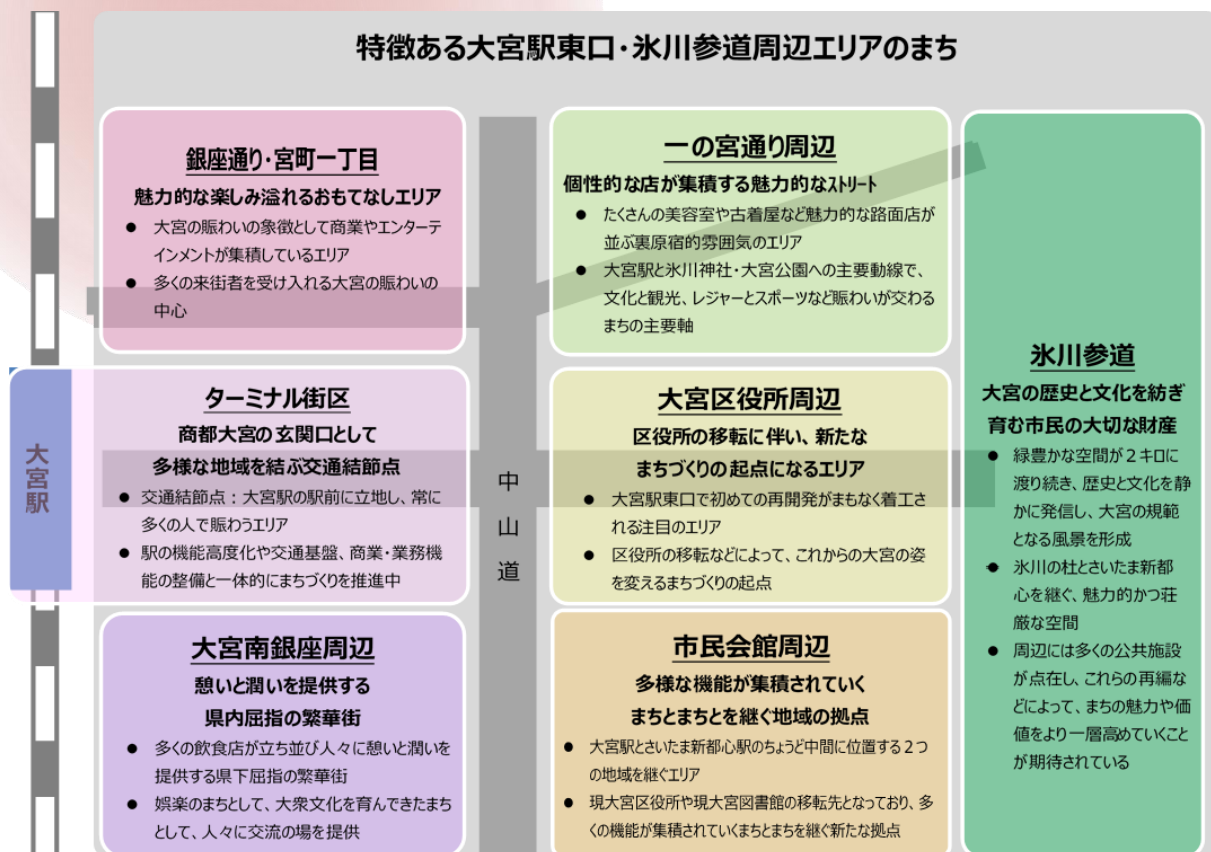 特徴ある大宮駅東口・氷川参道周辺エリアのまち
銀座通り・宮町一丁目
魅力的な楽しみ溢れるおもてなしエリア
● 大宮の賑わいの象徴として商業やエンターテ
インメントが集積しているエリア
● 多くの来街者を受け入れる大宮の賑わいの
中心
一の宮通り周辺
個性的な店が集積する魅力的なストリート
● たくさんの美容室や古着屋など魅力的な路面店が
並ぶ裏原宿的雰囲気のエリア
● 大宮駅と氷川神社・大宮公園への主要動線で、
文化と観光、レジャーとスポーツなど賑わいが交わる
まちの主要軸
大宮駅
ターミナル街区
商都大宮の玄関口として
多様な地域を結ぶ交通結節点
● 交通結節点：大宮駅の駅前に立地し、常に
多くの人で賑わうエリア
● 駅の機能高度化や交通基盤、商業・業務機
能の整備と一体的にまちづくりを推進中
中山道
大宮区役所周辺
区役所の移転に伴い、新たな
まちづくりの起点になるエリア
● 大宮駅東口で初めての再開発がまもなく着工さ
れる注目のエリア
● 区役所の移転などによって、これからの大宮の姿
を変えるまちづくりの起点
大宮南銀座周辺
憩いと潤いを提供する
県内屈指の繁華街
● 多くの飲食店が立ち並び人々に憩いと潤いを
提供する県下屈指の繁華街
● 娯楽のまちとして、大衆文化を育んできたまち
として、人々に交流の場を提供
市民会館周辺
多様な機能が集積されていく
まちとまちとを継ぐ地域の拠点
● 大宮駅とさいたま新都心駅のちょうど中間に位置する２つ
の地域を継ぐエリア
● 現大宮区役所や現大宮図書館の移転先となっており、多
くの機能が集積されていくまちとまちを継ぐ新たな拠点
氷川参道
大宮の歴史と文化を紡ぎ
育む市民の大切な財産
● 緑豊かな空間が２キロに
渡り続き、歴史と文化を静
かに発信し、大宮の規範
となる風景を形成
● 氷川の杜とさいたま新都
心を継ぐ、魅力的かつ荘
厳な空間
● 周辺には多くの公共施設
が点在し、これらの再編な
どによって、まちの魅力や価
値をより一層高めていくこと
が期待されている